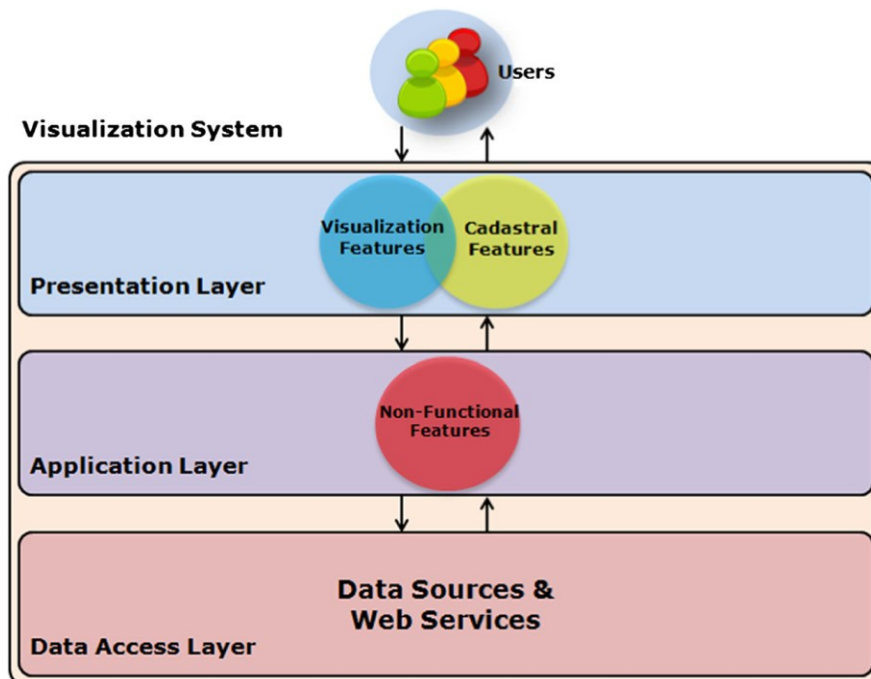 Users
Visualization System
Visualization
Features
Cadastral
Features
Presentation Layer
Non-Functional
Features
Application Layer
Data Sources &
Web Services
Data Access Layer